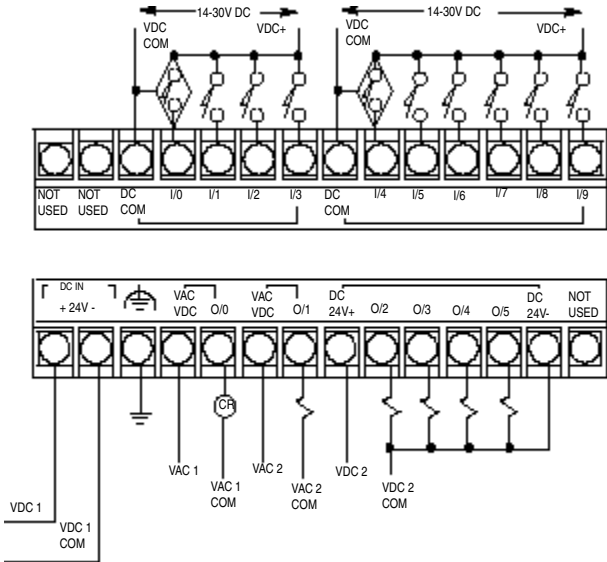 14-30V DC
14-30V DC
VDC
COM
VDC+
VDC
COM
VDC+
NOT
USED
NOT
USED
DC
COM
I/0
I/1
I/2
I/3
DC
COM
I/4
I/5
I/6
I/7
I/8
I/9
DC IN
+ 24V -
VAC
VDC
O/0
VAC
VDC
O/1
DC
24V+
O/2
O/3
O/4
O/5
DC
24V-
NOT
USED
CR
VAC 1
VAC 1
COM
VAC 2
VAC 2
COM
VDC 2
VDC 2
COM
VDC 1
VDC 1
COM